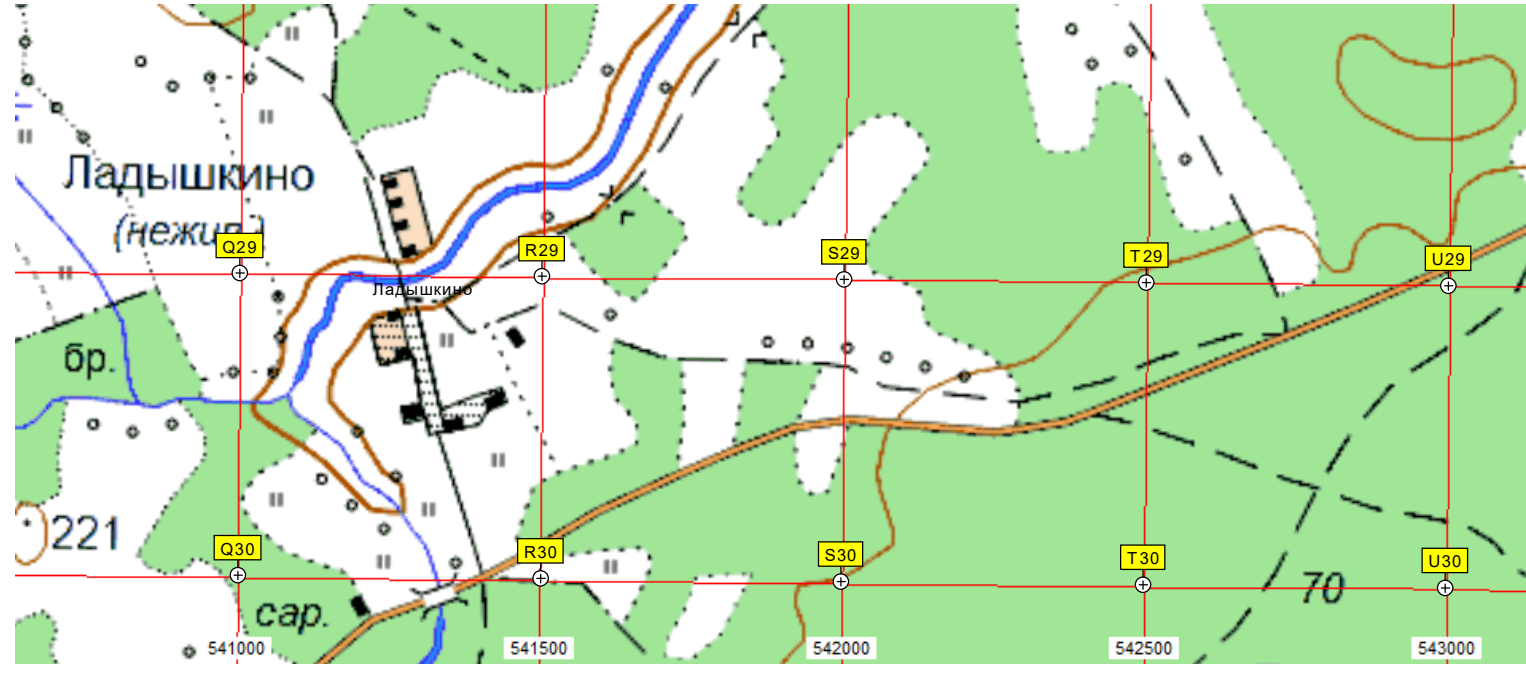 Ладышкино
(нежил.)
Q29
R29
S29
T29
U29
Ладышкино
бр.
221
Q30
R30
S30
T30
U30
сар.
70
541000
541500
542000
542500
543000